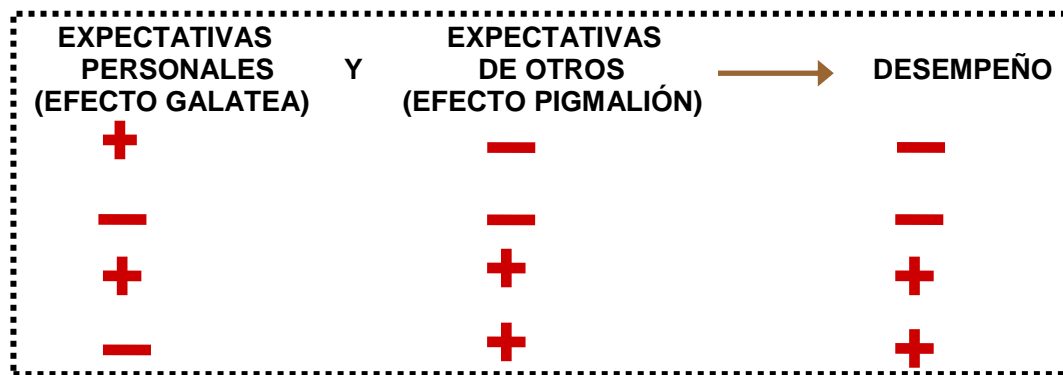 EXPECTATIVAS EXPECTATIVAS
PERSONALES Y DE OTROS DESEMPEÑO
(EFECTO GALATEA) (EFECTO PIGMALIÓN)
+ — —
— — —
+ + +
— + +